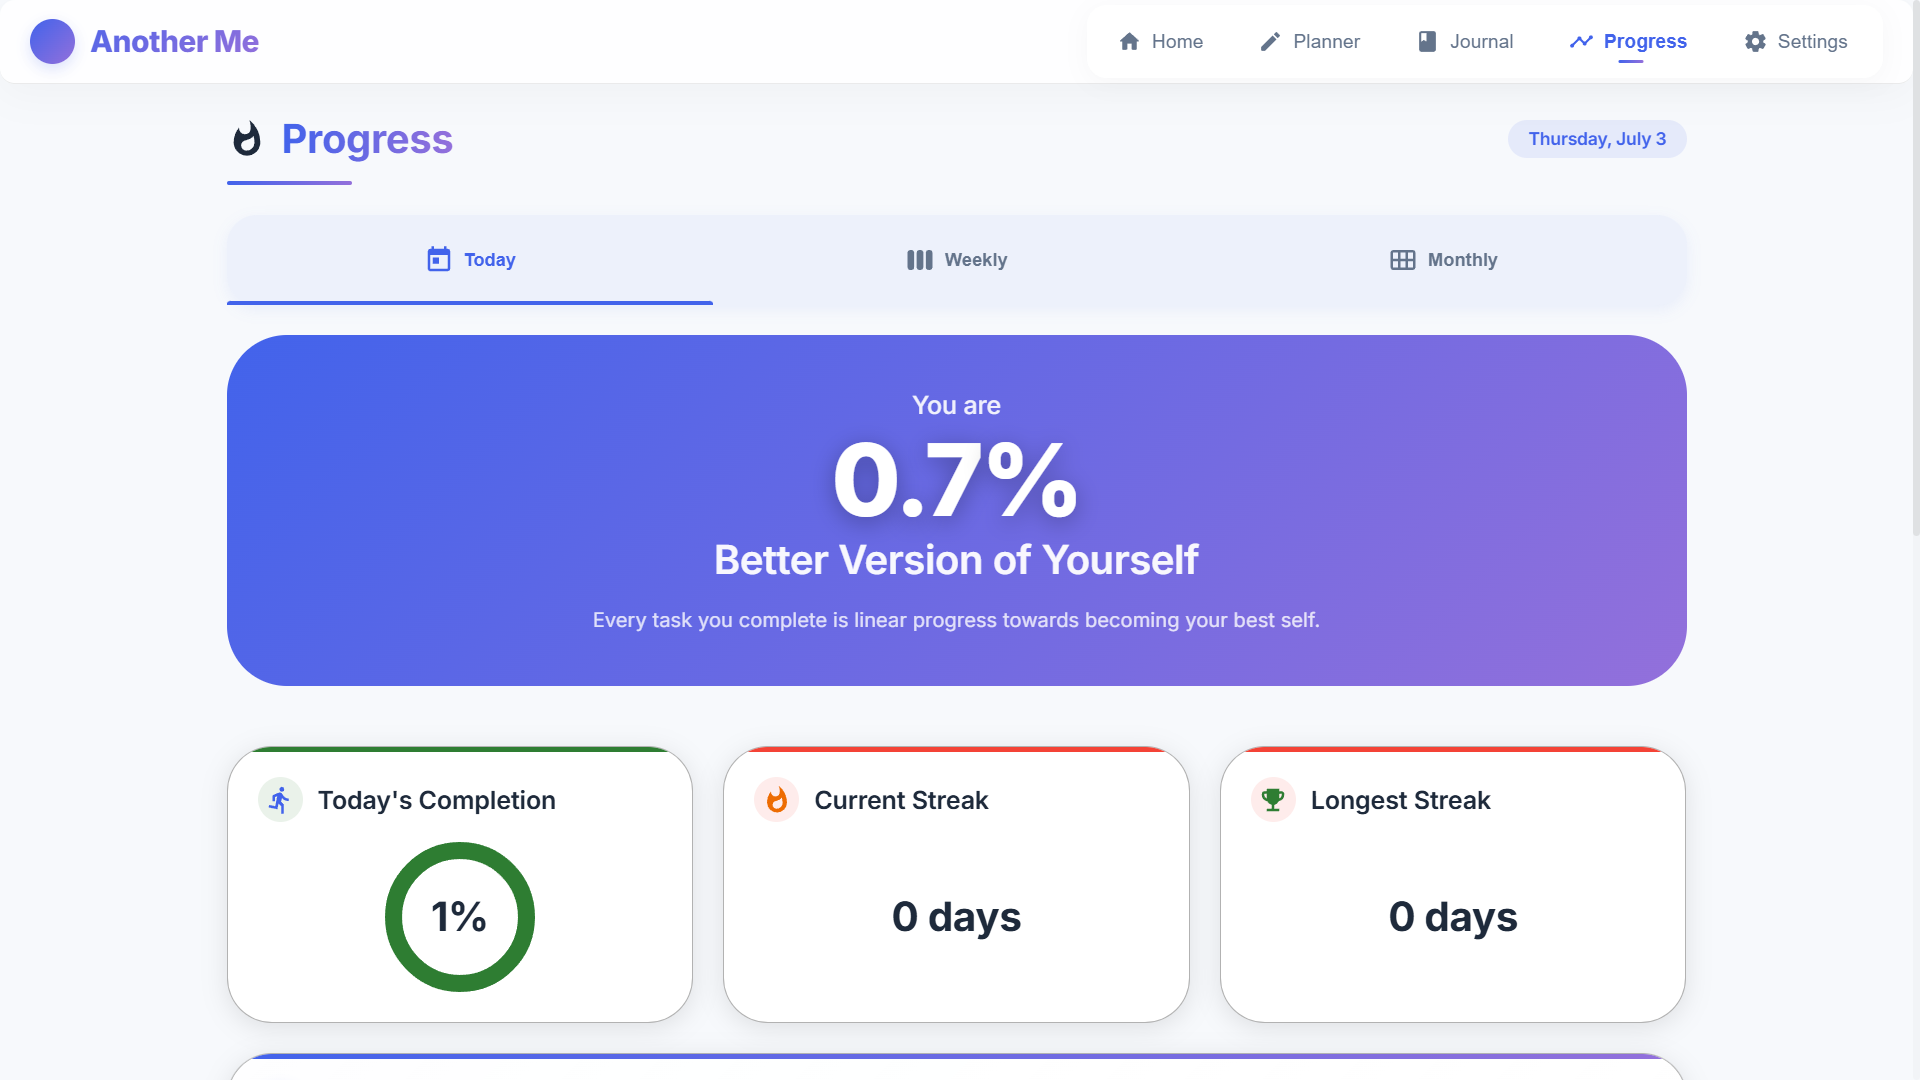 Another Me
Home
Planner
Journal
Progress
Settings
Progress
Thursday, July 3
Today
Weekly
Monthly
You are
0.7%
Better Version of Yourself
Every task you complete is linear progress towards becoming your best self.
Today's Completion
1%
Current Streak
0 days
Longest Streak
0 days